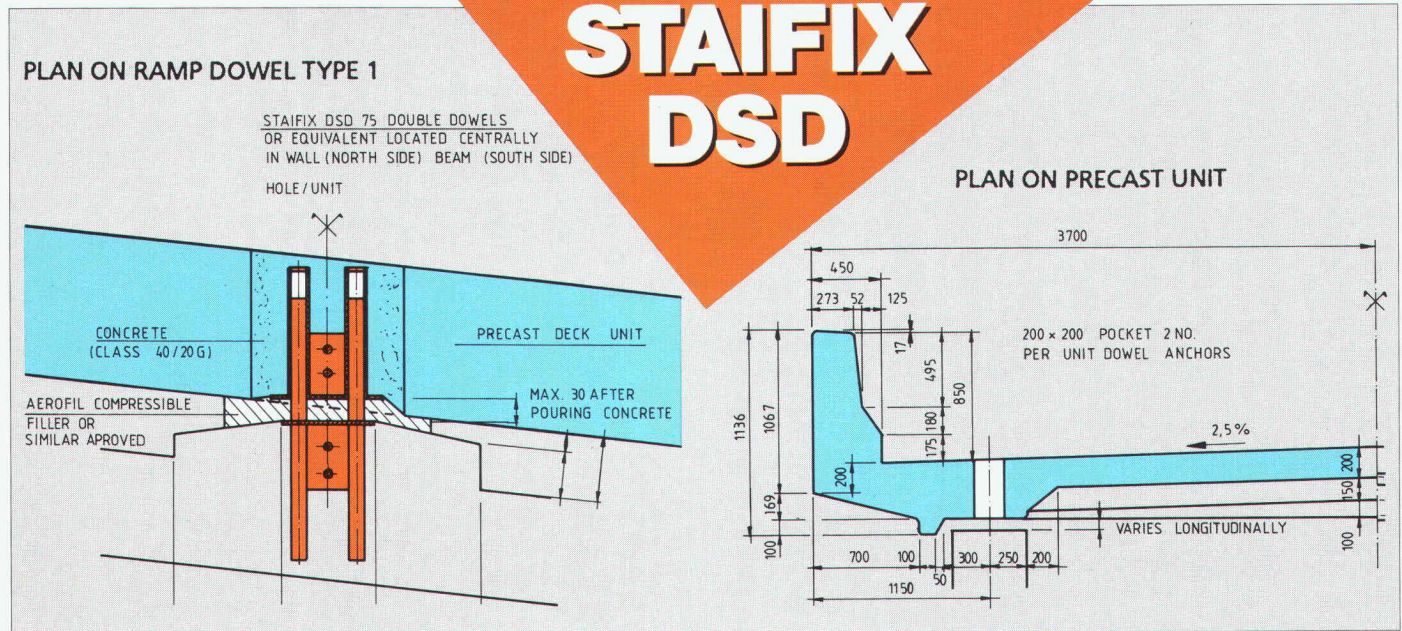 STAIFIX
DSD
PLAN ON RAMP DOWEL TYPE 1
STAIFIX DSD 75 DOUBLE DOWELS
OR EQUIVALENT LOCATED CENTRALLY
IN WALL (NORTH SIDE) BEAM (SOUTH SIDE)
HOLE/UNIT
CONCRETE
(CLASS 40/20G)
PRECAST DECK UNIT
AEROFIL COMPRESSIBLE
FILLER OR
SIMILAR APROVED
MAX. 30 AFTER
POURING CONCRETE
PLAN ON PRECAST UNIT
3700
450
273 52 125
17
200 × 200 POCKET 2 NO.
PER UNIT DOWEL ANCHORS
495
850
1136
1067
180
175
2,5%
200
200
150
169
VARIES LONGITUDINALLY
100
100
700 100 300 250 200
50
1150